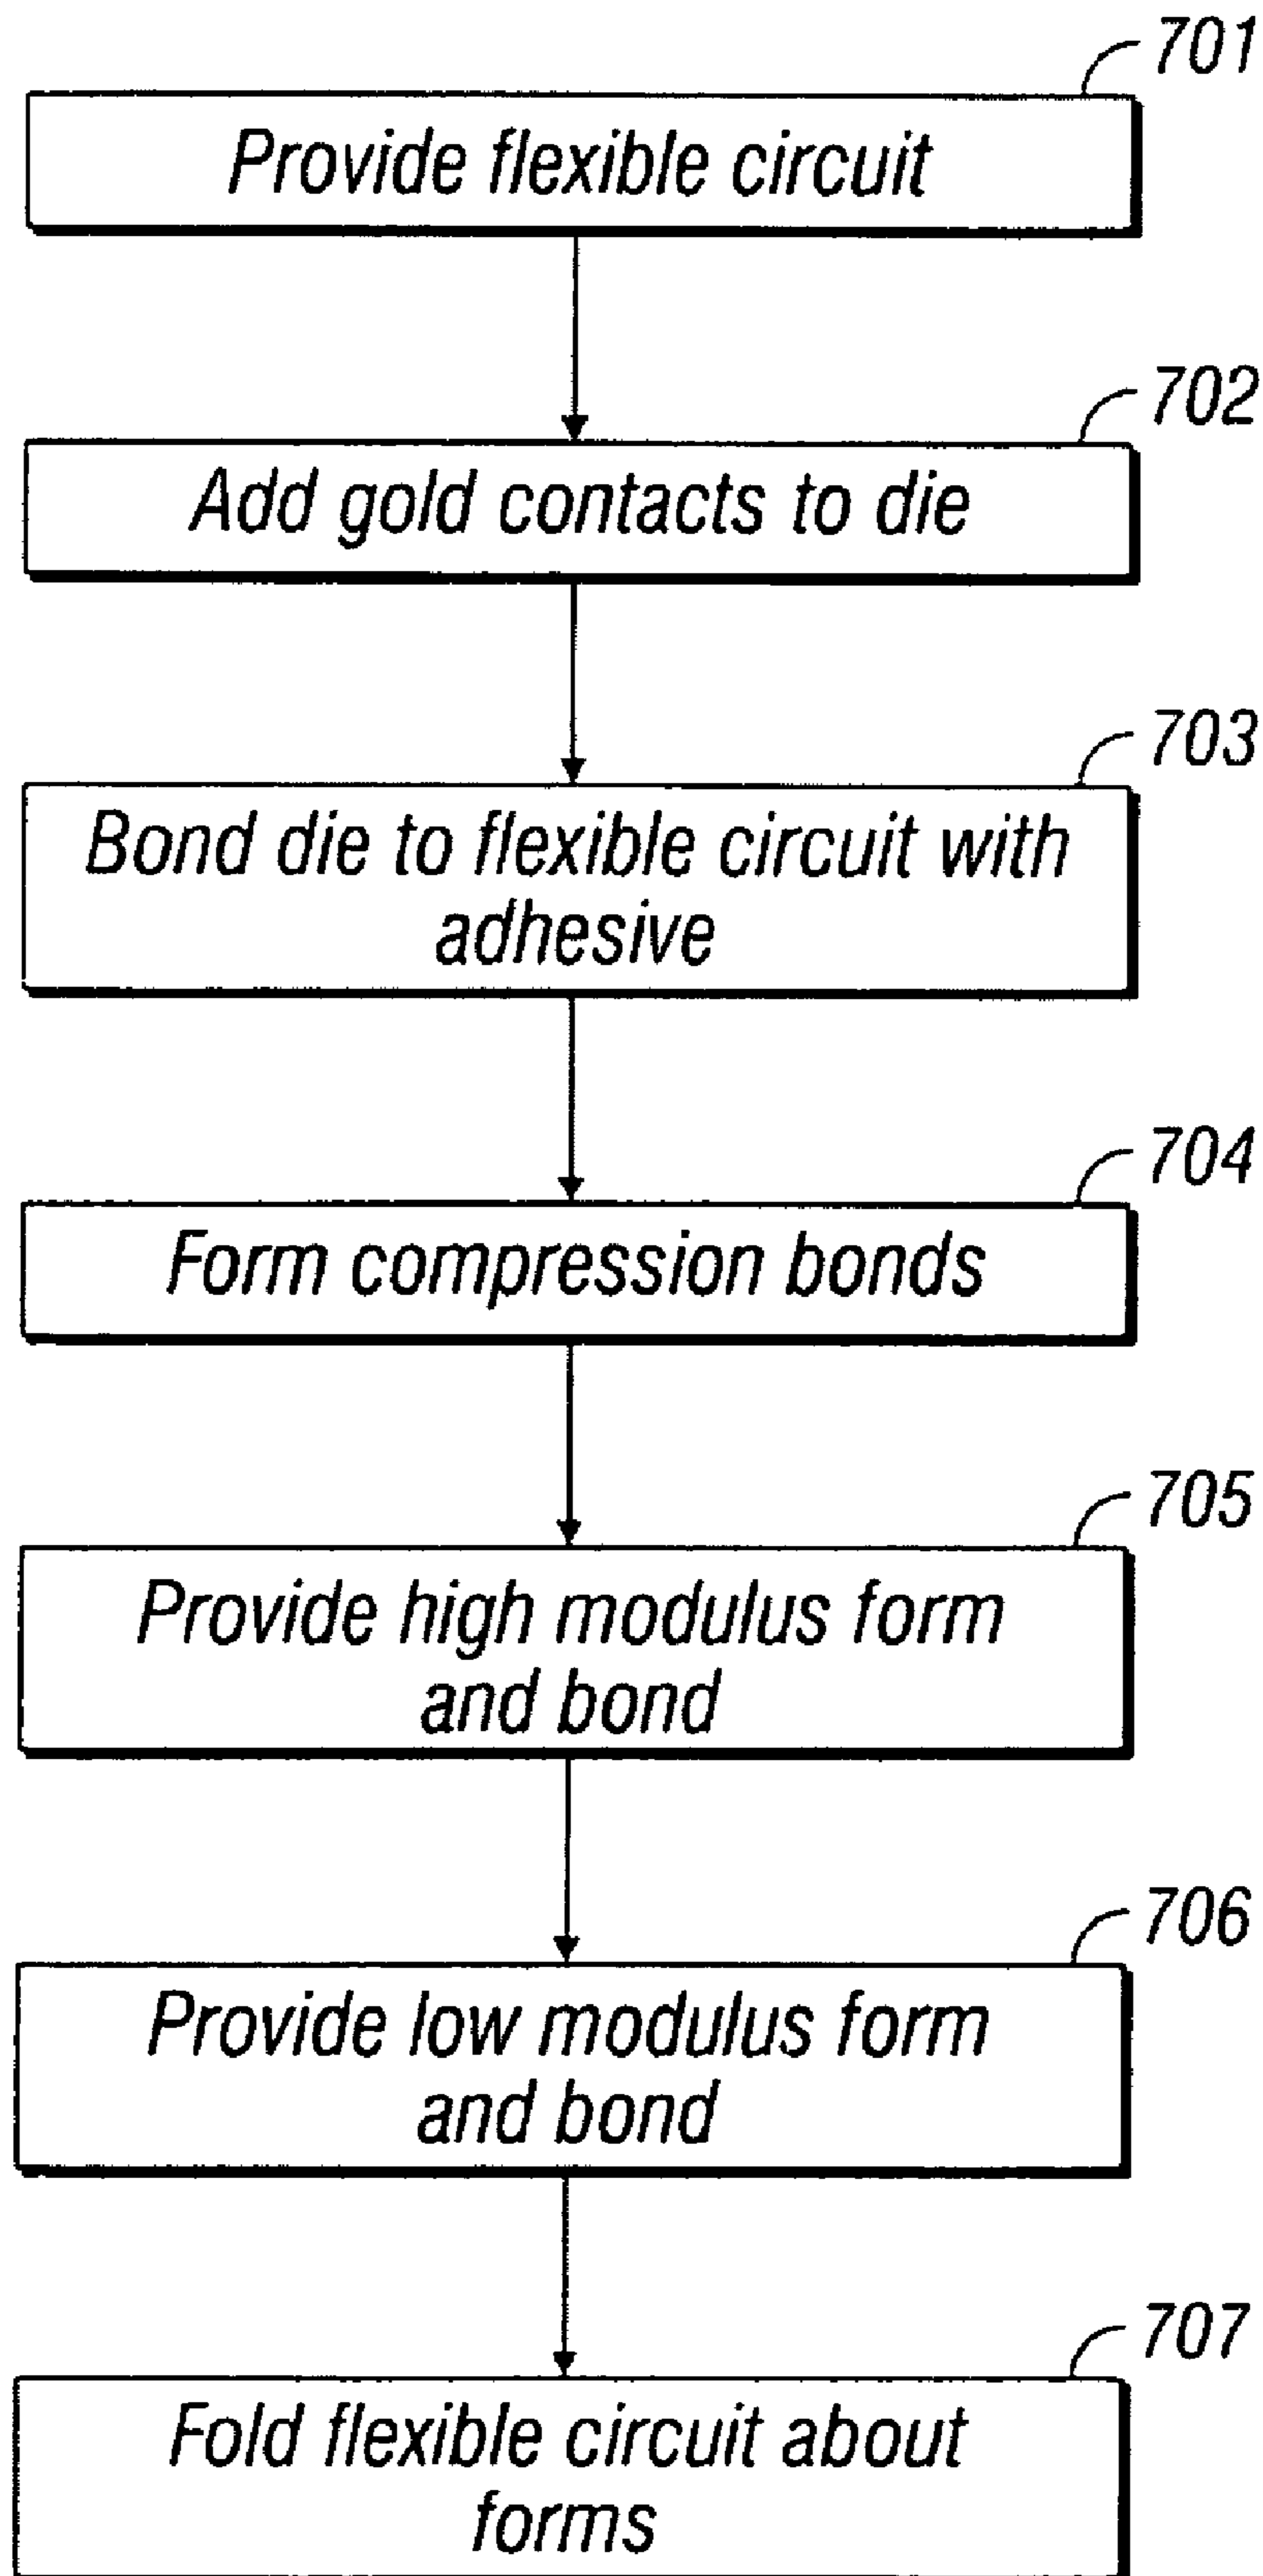 701
Provide flexible circuit
702
Add gold contacts to die
703
Bond die to flexible circuit with
adhesive
704
Form compression bonds
705
Provide high modulus form
and bond
706
Provide low modulus form
and bond
707
Fold flexible circuit about
forms